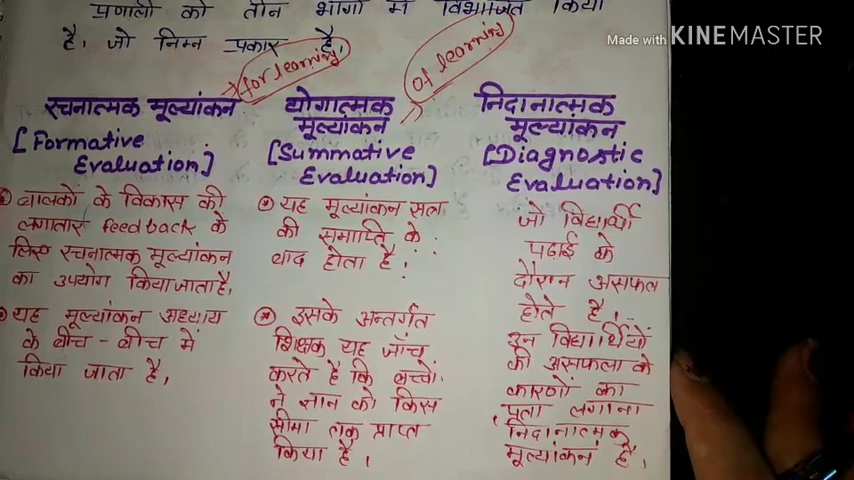 प्रणाली को तीन भागों में विभाजित किया
है, जो निम्न प्रकार है,
for learning
of learning
Made with KINEMASTER
रचनात्मक मूल्यांकन
[Formative
Evaluation]
बालकों के विकास की
लगातार feedback के
लिए रचनात्मक मूल्यांकन
का उपयोग किया जाता है,
यह मूल्यांकन अध्याय
के बीच - बीच में
किया जाता है,
योगात्मक
मूल्यांकन
[Summative
Evaluation]
यह मूल्यांकन सत्र
की समाप्ति के
बाद होता है
इसके अन्तर्गत
शिक्षक यह जाँच
करते हैं कि बच्चों
ने ज्ञान को किस
सीमा तक प्राप्त
किया है,
निदानात्मक
मूल्यांकन
[Diagnostic
Evaluation]
जो विद्यार्थी
पढ़ाई के
दौरान असफल
होते है,
इन विद्यार्थियों
की असफला के
कारणों का
पता लगाना
निदानात्मक
मूल्यांकन है,